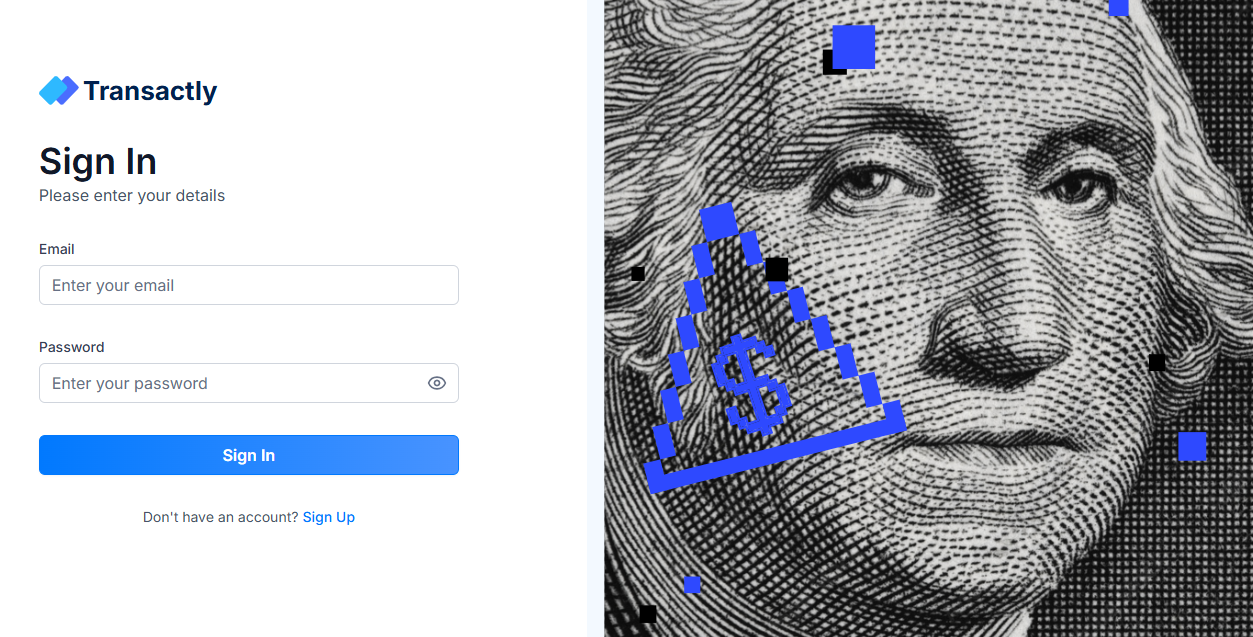 Transactly
Sign In
Please enter your details
Email
Enter your email
Password
Enter your password
Sign In
Don't have an account? Sign Up
$